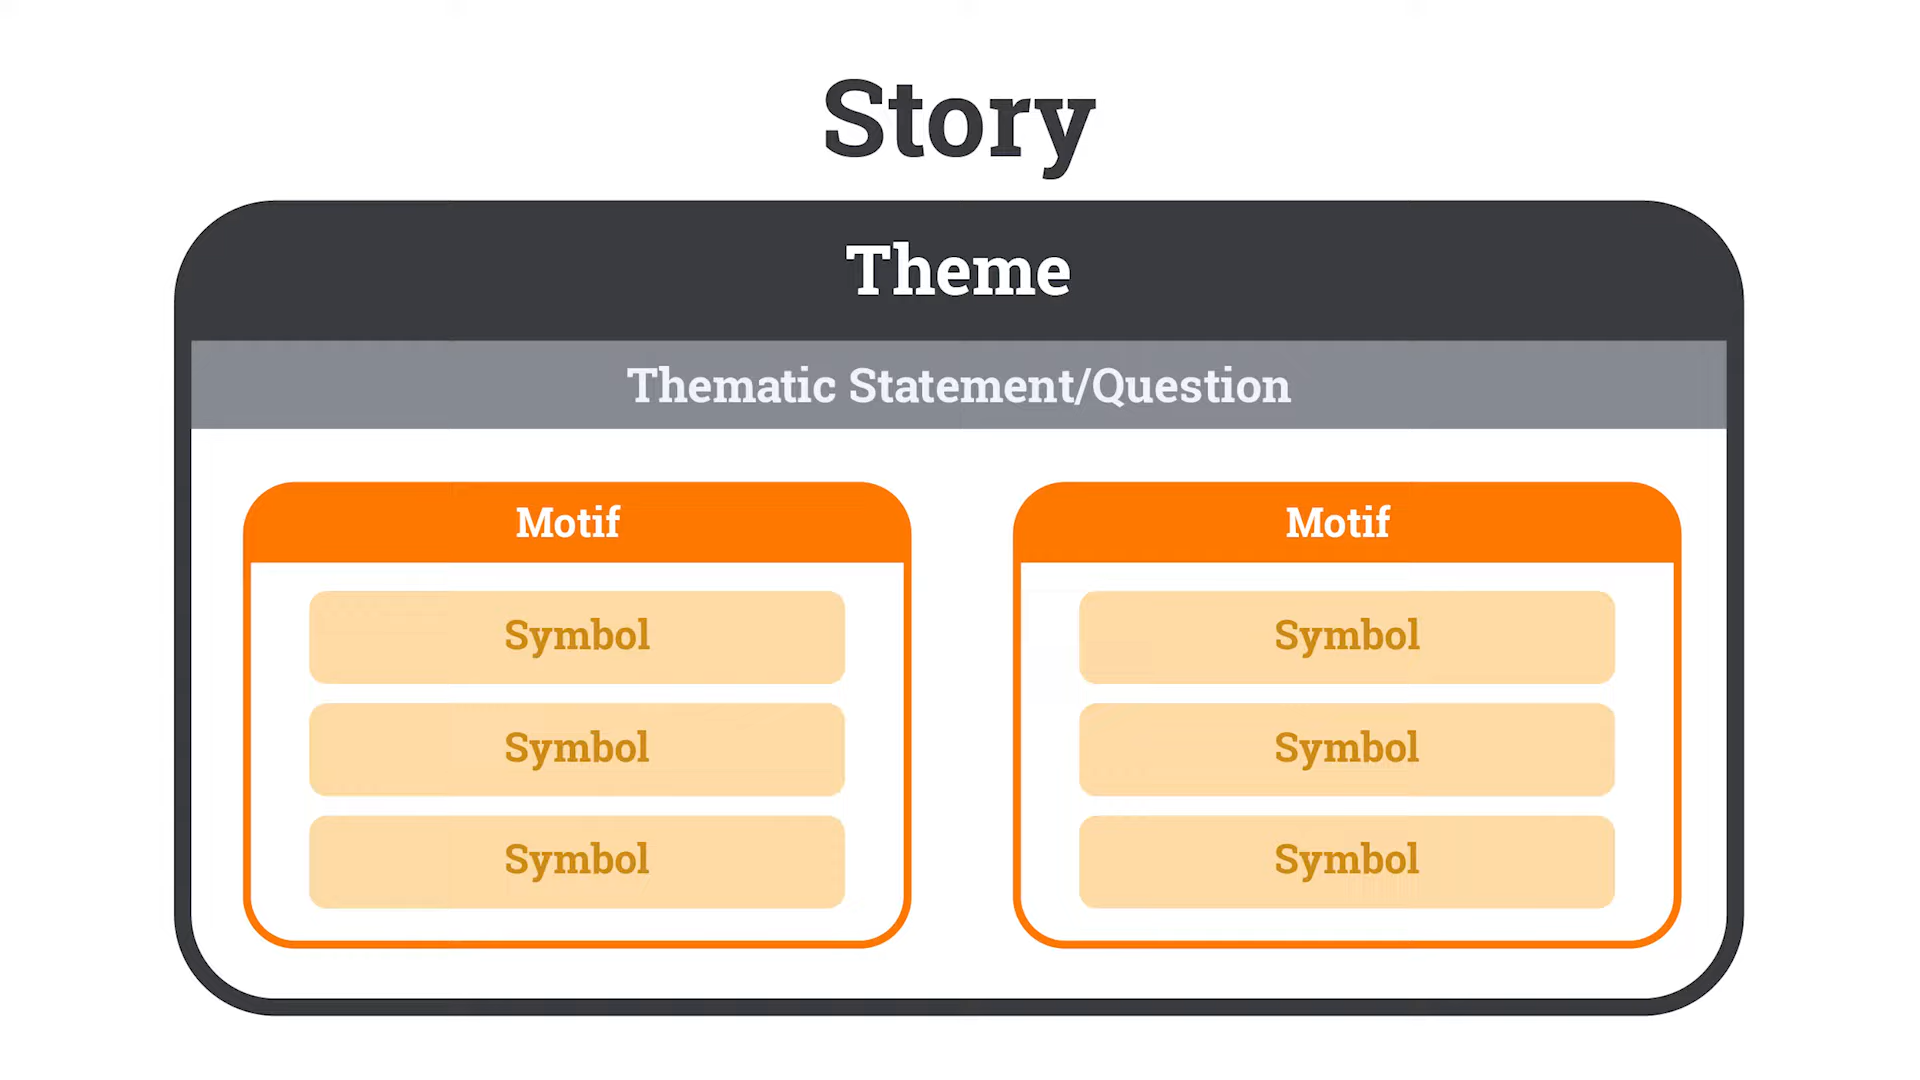 Story
Theme
Thematic Statement/Question
Motif
Symbol
Symbol
Symbol
Motif
Symbol
Symbol
Symbol